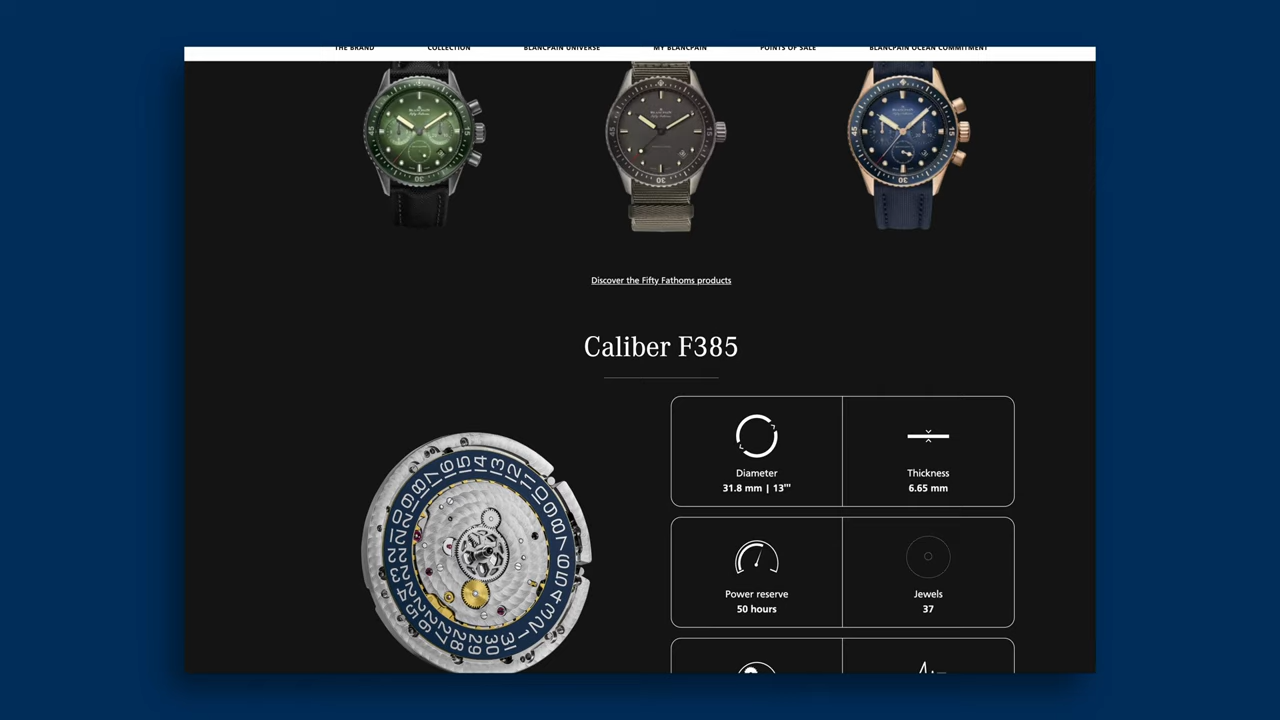 THE BRAND
COLLECTION
BLANCPAIN UNIVERSE
MY BLANCPAIN
POINTS OF SALE
BLANCPAIN OCEAN COMMITMENT
Discover the Fifty Fathoms products
Caliber F385
Diameter
31.8 mm | 13'''
Thickness
6.65 mm
Power reserve
50 hours
Jewels
37